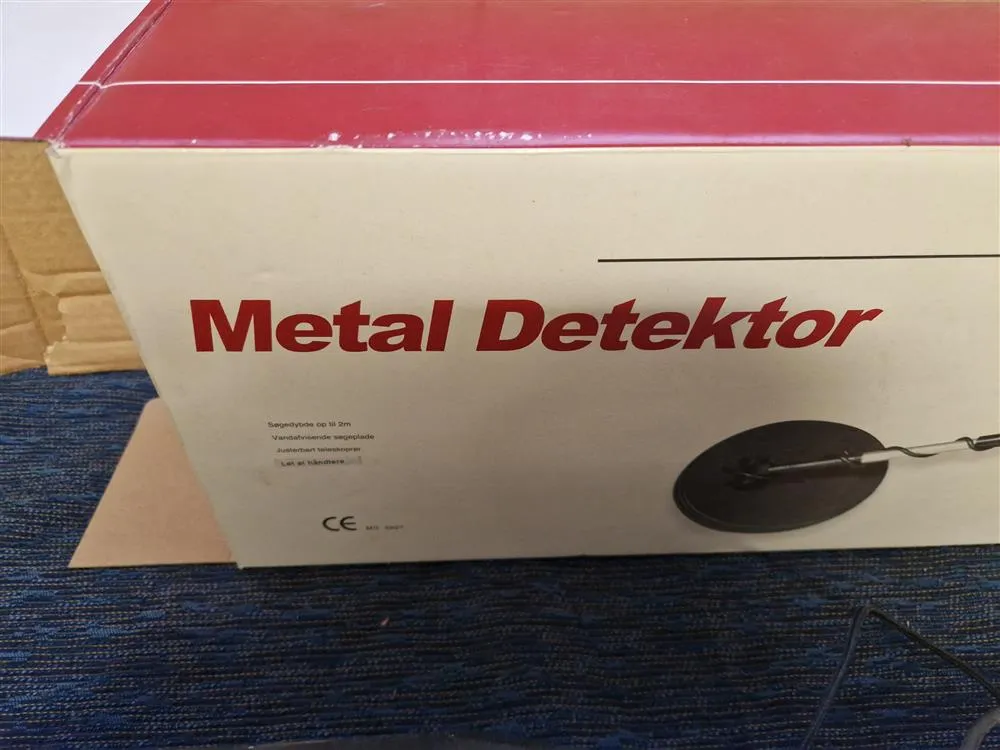 Metal Detektor
Søgedybde op til 2m
Vandafvisende søgeplade
Justerbart teleskoprør
Let at håndtere
CE